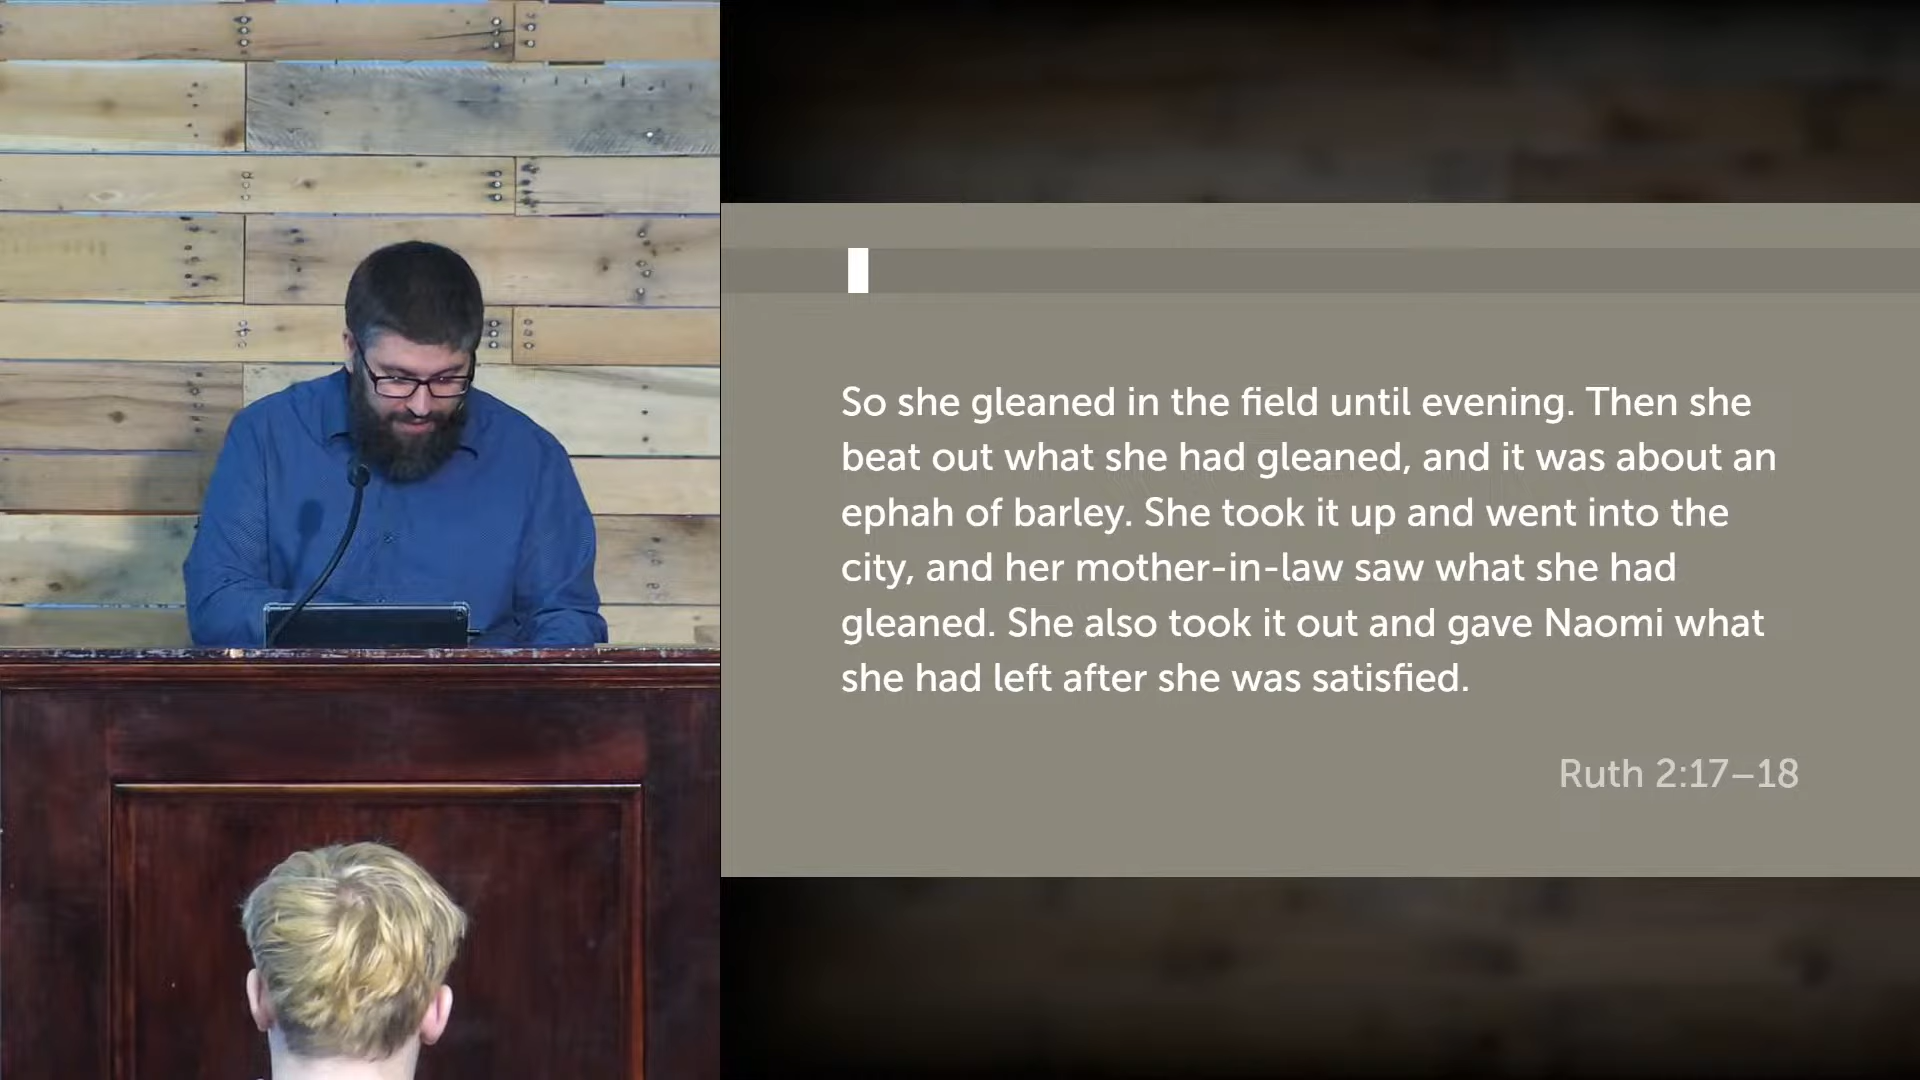 So she gleaned in the field until evening. Then she
beat out what she had gleaned, and it was about an
ephah of barley. She took it up and went into the
city, and her mother-in-law saw what she had
gleaned. She also took it out and gave Naomi what
she had left after she was satisfied.
Ruth 2:17–18